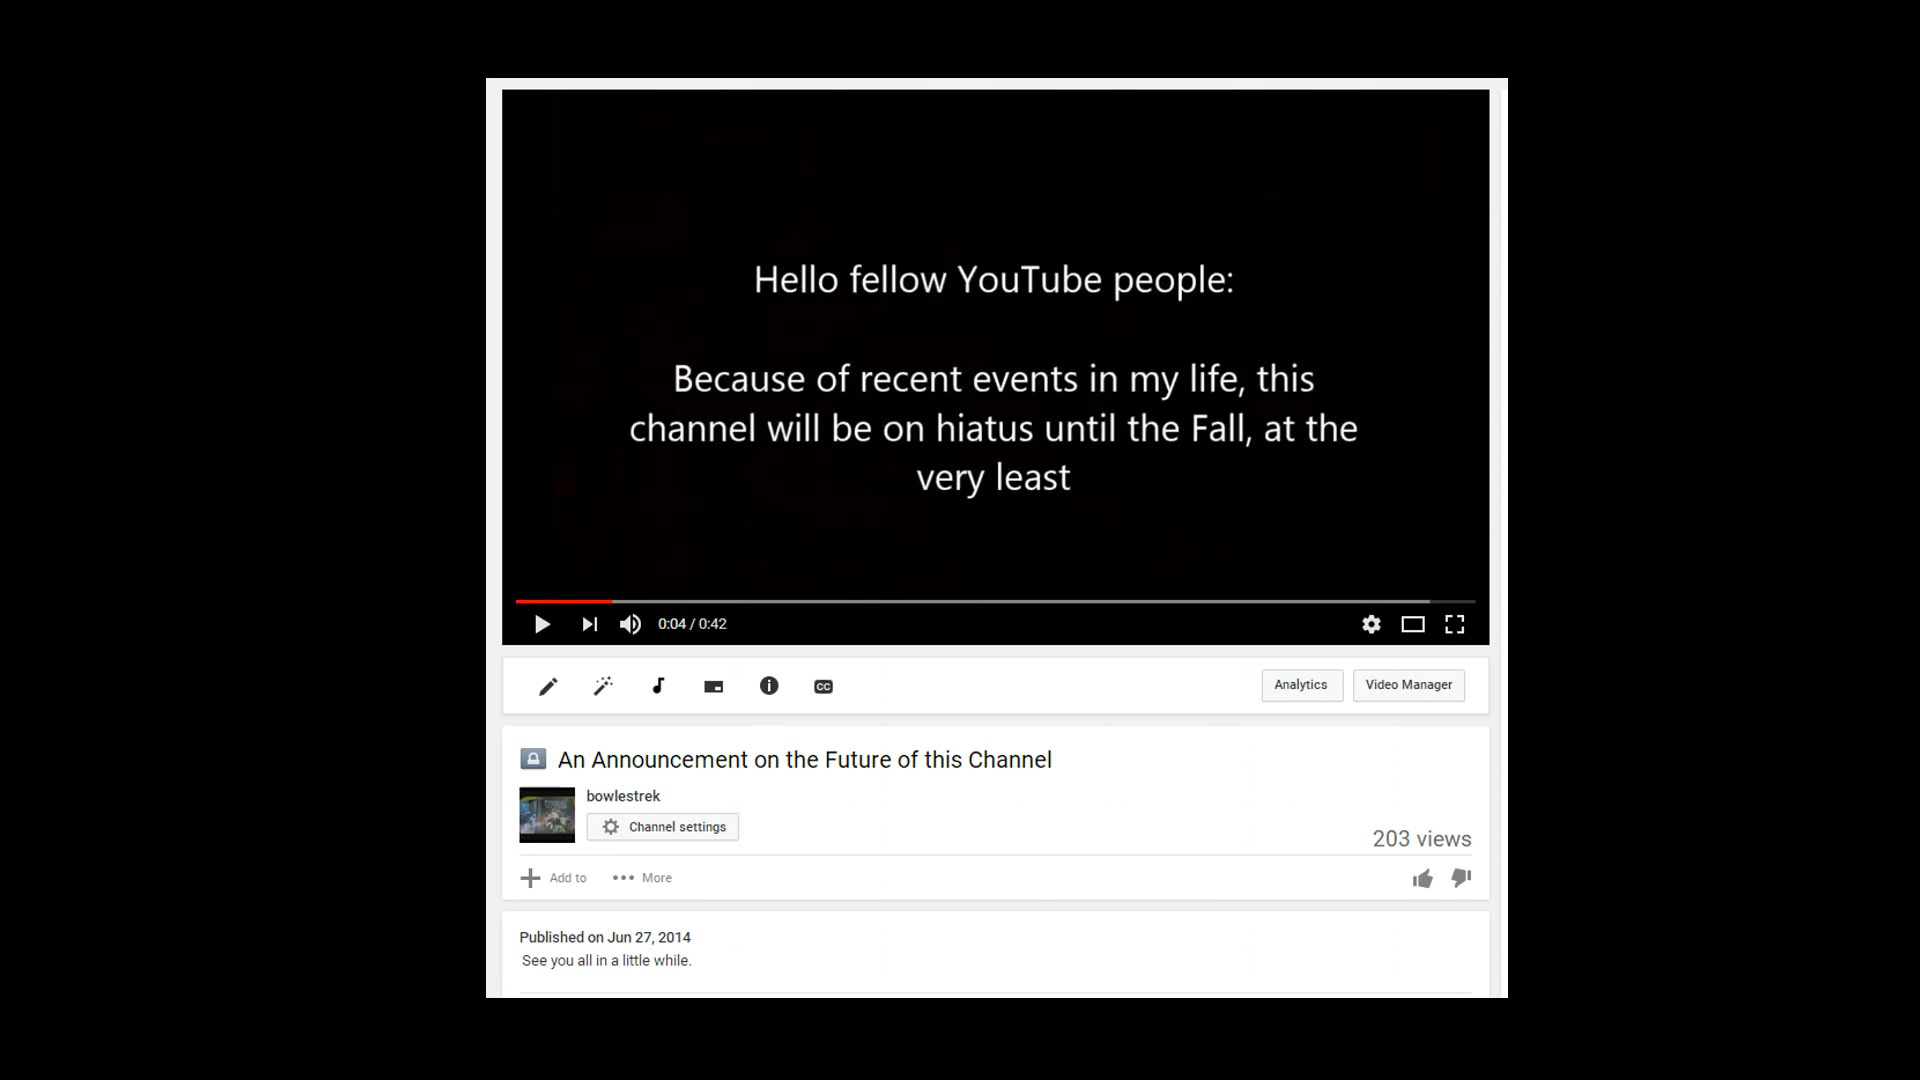 Hello fellow YouTube people:
Because of recent events in my life, this
channel will be on hiatus until the Fall, at the
very least
0:04 / 0:42
CC
Analytics
Video Manager
An Announcement on the Future of this Channel
bowlestrek
Channel settings
203 views
Add to
More
Published on Jun 27, 2014
See you all in a little while.